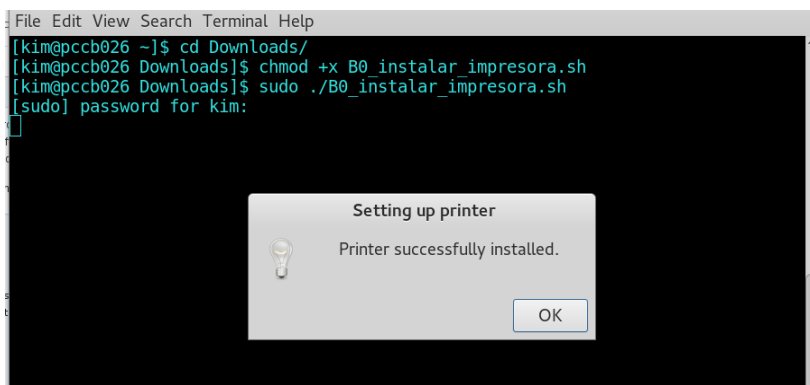 File Edit View Search Terminal Help
[kim@pccb026 ~]$ cd Downloads/
[kim@pccb026 Downloads]$ chmod +x B0_instalar_impresora.sh
[kim@pccb026 Downloads]$ sudo ./B0_instalar_impresora.sh
[sudo] password for kim:
Setting up printer
Printer successfully installed.
OK